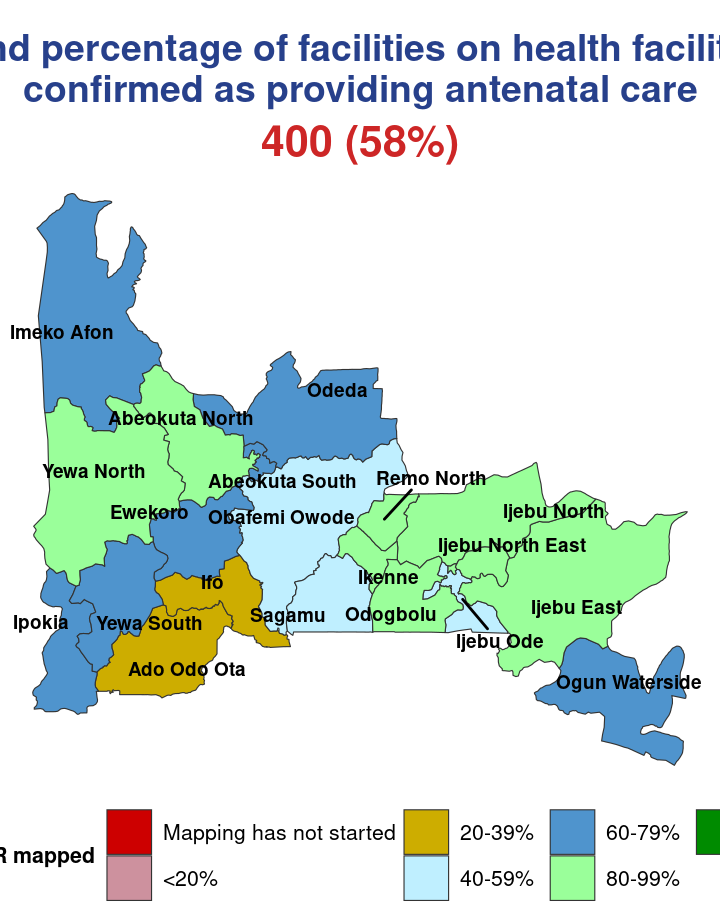 nd percentage of facilities on health facilit
confirmed as providing antenatal care
400 (58%)
Imeko Afon
Odeda
Abeokuta North
Yewa North
Abeokuta South
Remo North
Ewekoro
Obafemi Owode
Ijebu North
Ijebu North East
Ikenne
Ifo
Ijebu East
Sagamu
Odogbolu
Ipokia
Yewa South
Ijebu Ode
Ado Odo Ota
Ogun Waterside
R mapped
Mapping has not started
20-39%
60-79%
<20%
40-59%
80-99%